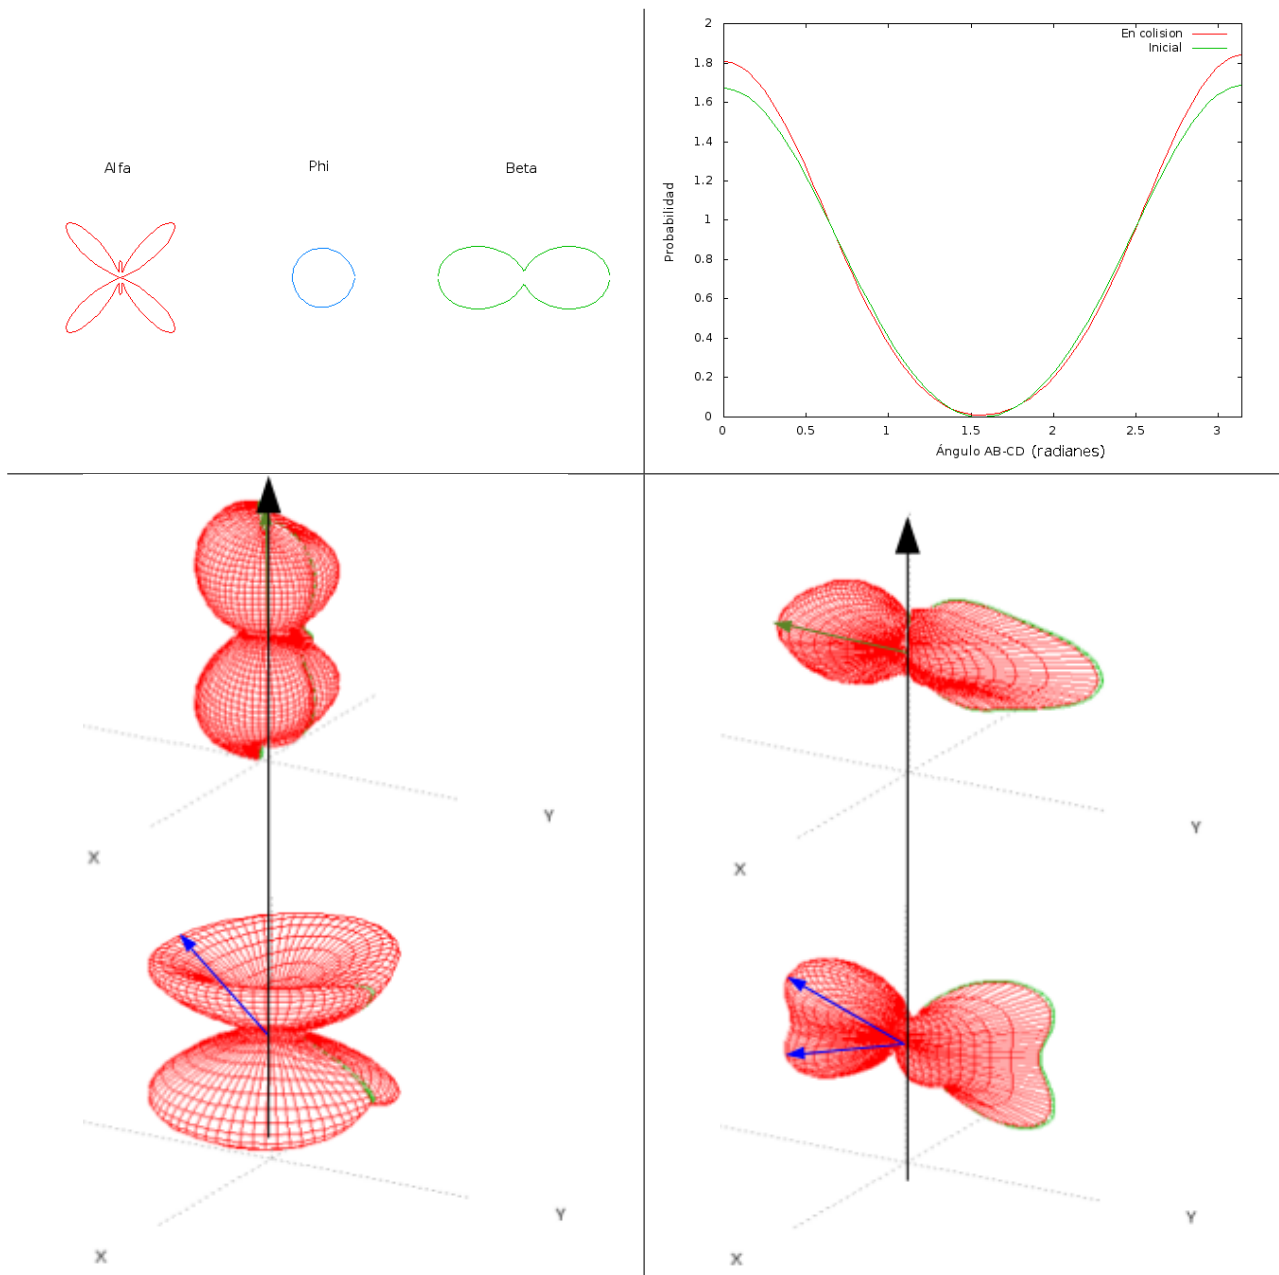 Alfa
Phi
Beta
2
1.8
1.6
1.4
1.2
1
0.8
0.6
0.4
0.2
0
Probabilidad
En colision
Inicial
0
0.5
1
1.5
2
2.5
3
Ángulo AB-CD (radianes)
Y
X
Y
X
Y
X
Y
X